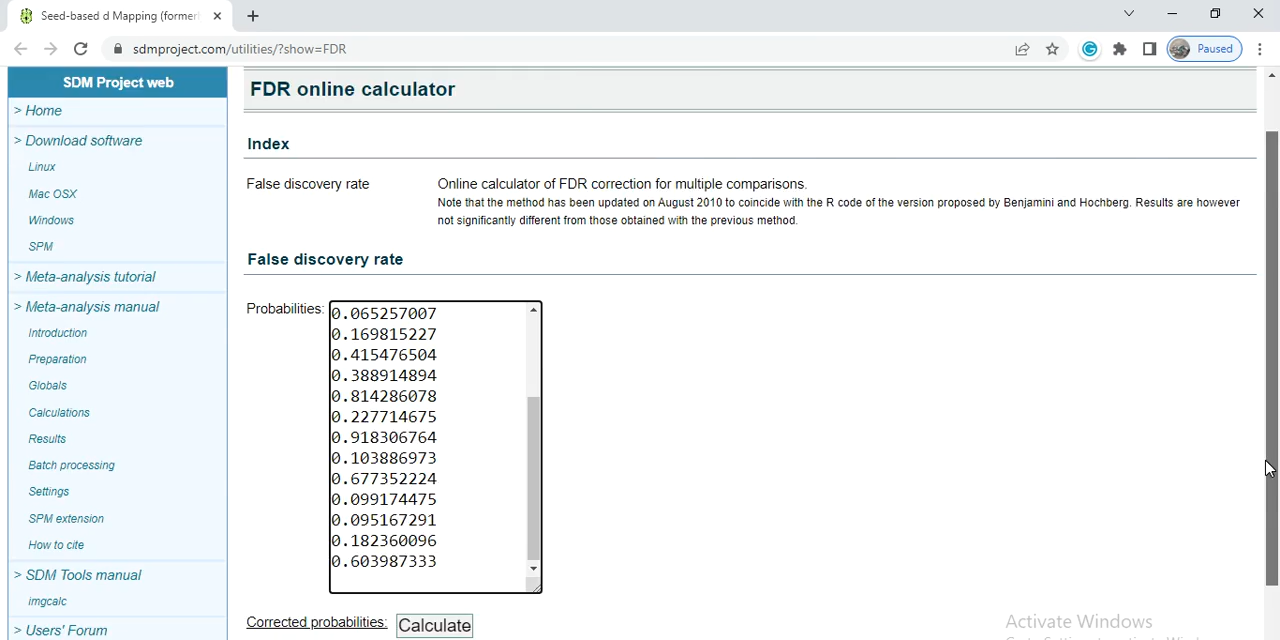 Seed-based d Mapping (former
sdmproject.com/utilities/?show=FDR
Paused
SDM Project web
> Home
> Download software
Linux
Mac OSX
Windows
SPM
> Meta-analysis tutorial
> Meta-analysis manual
Introduction
Preparation
Globals
Calculations
Results
Batch processing
Settings
SPM extension
How to cite
> SDM Tools manual
imgcalc
> Users' Forum
FDR online calculator
Index
False discovery rate
Online calculator of FDR correction for multiple comparisons.
Note that the method has been updated on August 2010 to coincide with the R code of the version proposed by Benjamini and Hochberg. Results are however
not significantly different from those obtained with the previous method.
False discovery rate
Probabilities:
0.065257007
0.169815227
0.415476504
0.388914894
0.814286078
0.227714675
0.918306764
0.103886973
0.677352224
0.099174475
0.095167291
0.182360096
0.603987333
Corrected probabilities: Calculate
Activate Windows